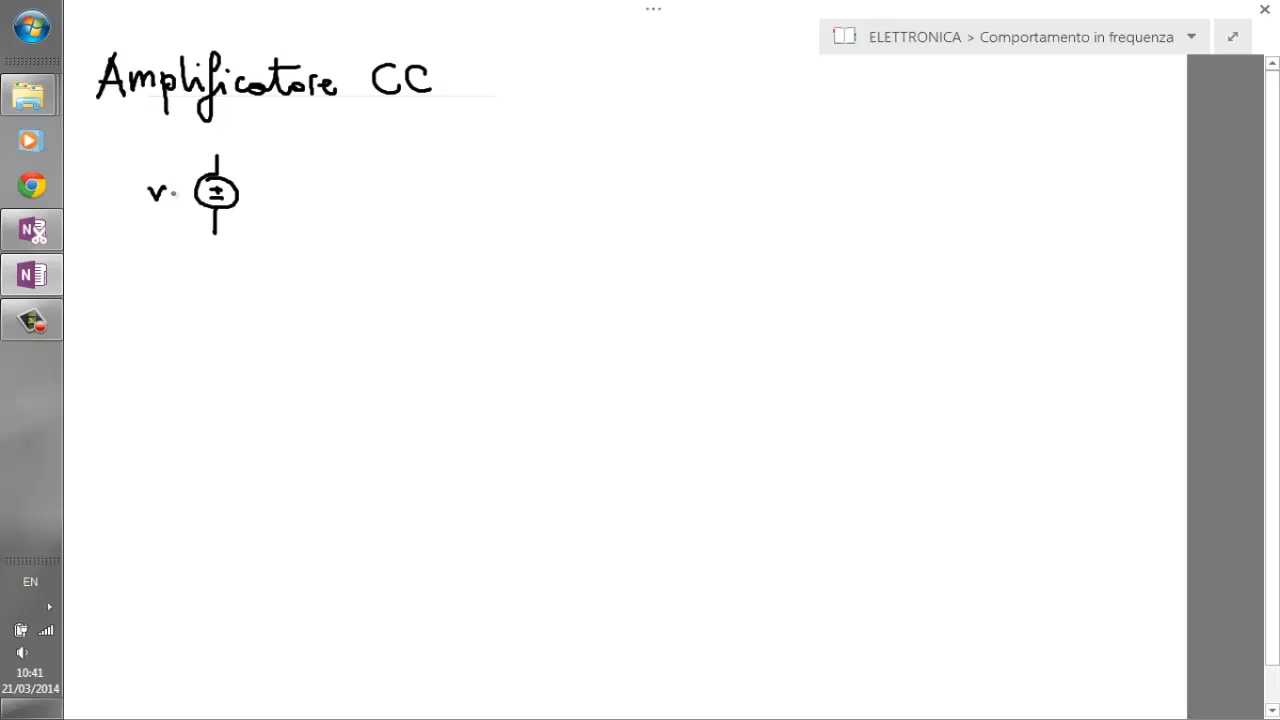 ELETTRONICA > Comportamento in frequenza
Amplificatore CC
v
±
EN
10:41
21/03/2014